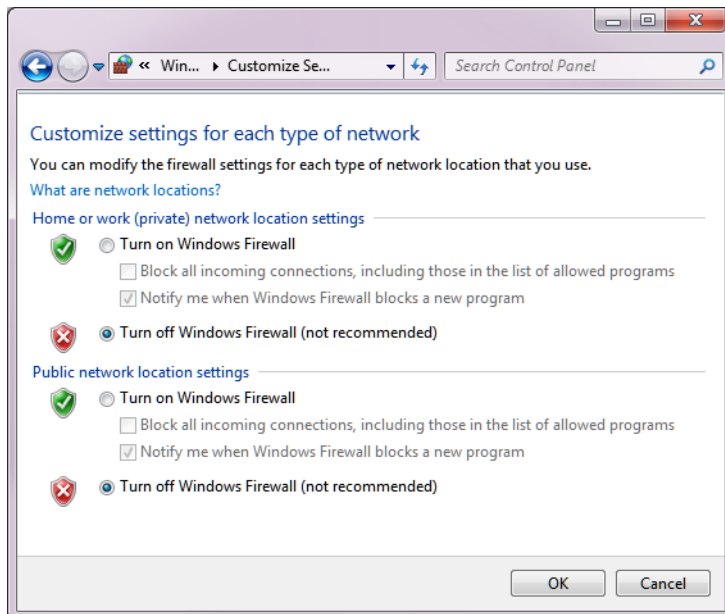 « Win... Customize Se... Search Control Panel
Customize settings for each type of network
You can modify the firewall settings for each type of network location that you use.
What are network locations?
Home or work (private) network location settings
Turn on Windows Firewall
Block all incoming connections, including those in the list of allowed programs
Notify me when Windows Firewall blocks a new program
Turn off Windows Firewall (not recommended)
Public network location settings
Turn on Windows Firewall
Block all incoming connections, including those in the list of allowed programs
Notify me when Windows Firewall blocks a new program
Turn off Windows Firewall (not recommended)
OK Cancel